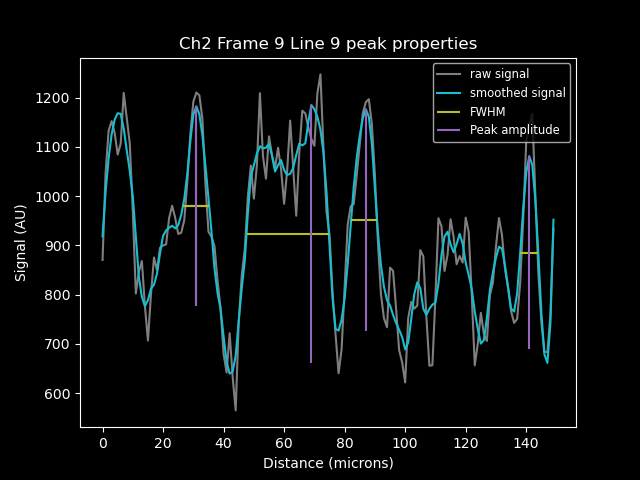 Ch2 Frame 9 Line 9 peak properties
raw signal
smoothed signal
FWHM
Peak amplitude
Signal (AU)
1200
1100
1000
900
800
700
600
0 20 40 60 80 100 120 140
Distance (microns)